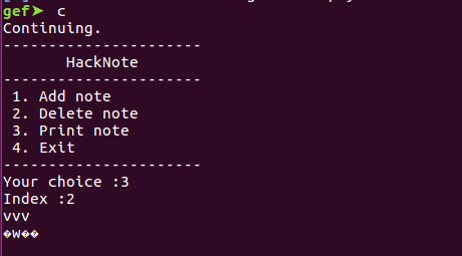 gef➤ c
Continuing.
----------------------
       HackNote
----------------------
 1. Add note
 2. Delete note
 3. Print note
 4. Exit
----------------------
Your choice :3
Index :2
vvv
�W��